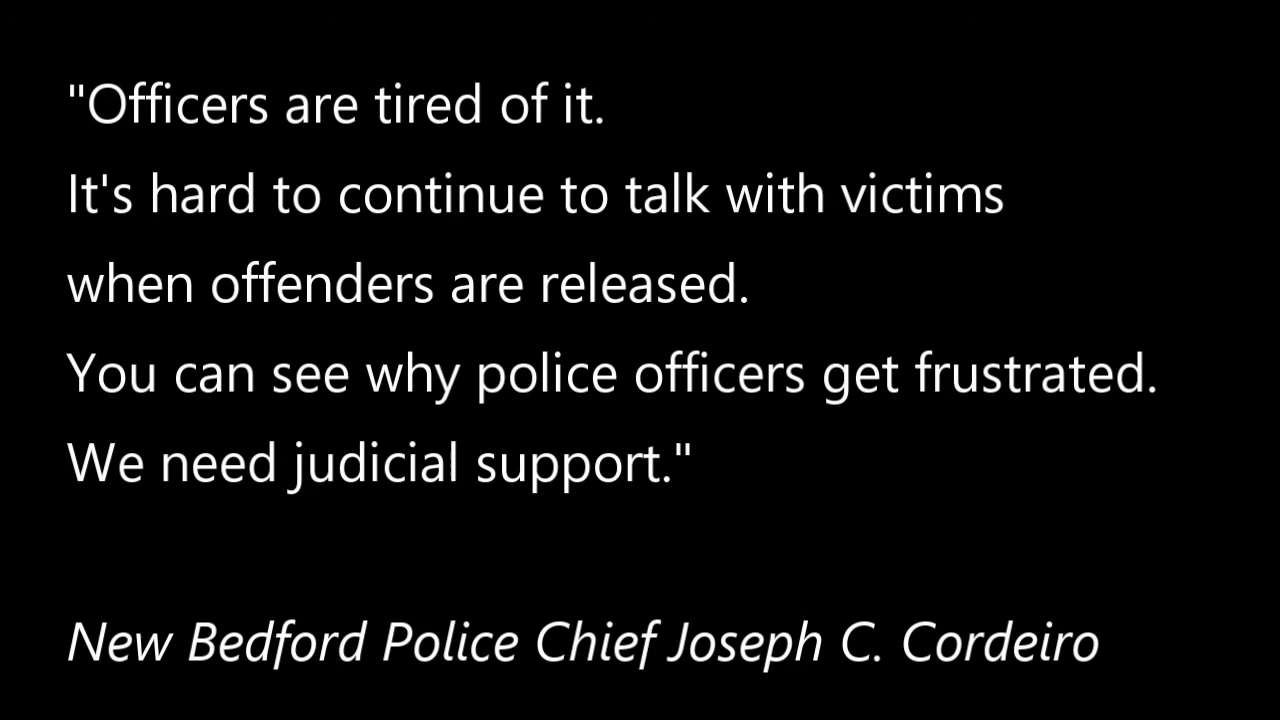 "Officers are tired of it.
It's hard to continue to talk with victims
when offenders are released.
You can see why police officers get frustrated.
We need judicial support."
New Bedford Police Chief Joseph C. Cordeiro